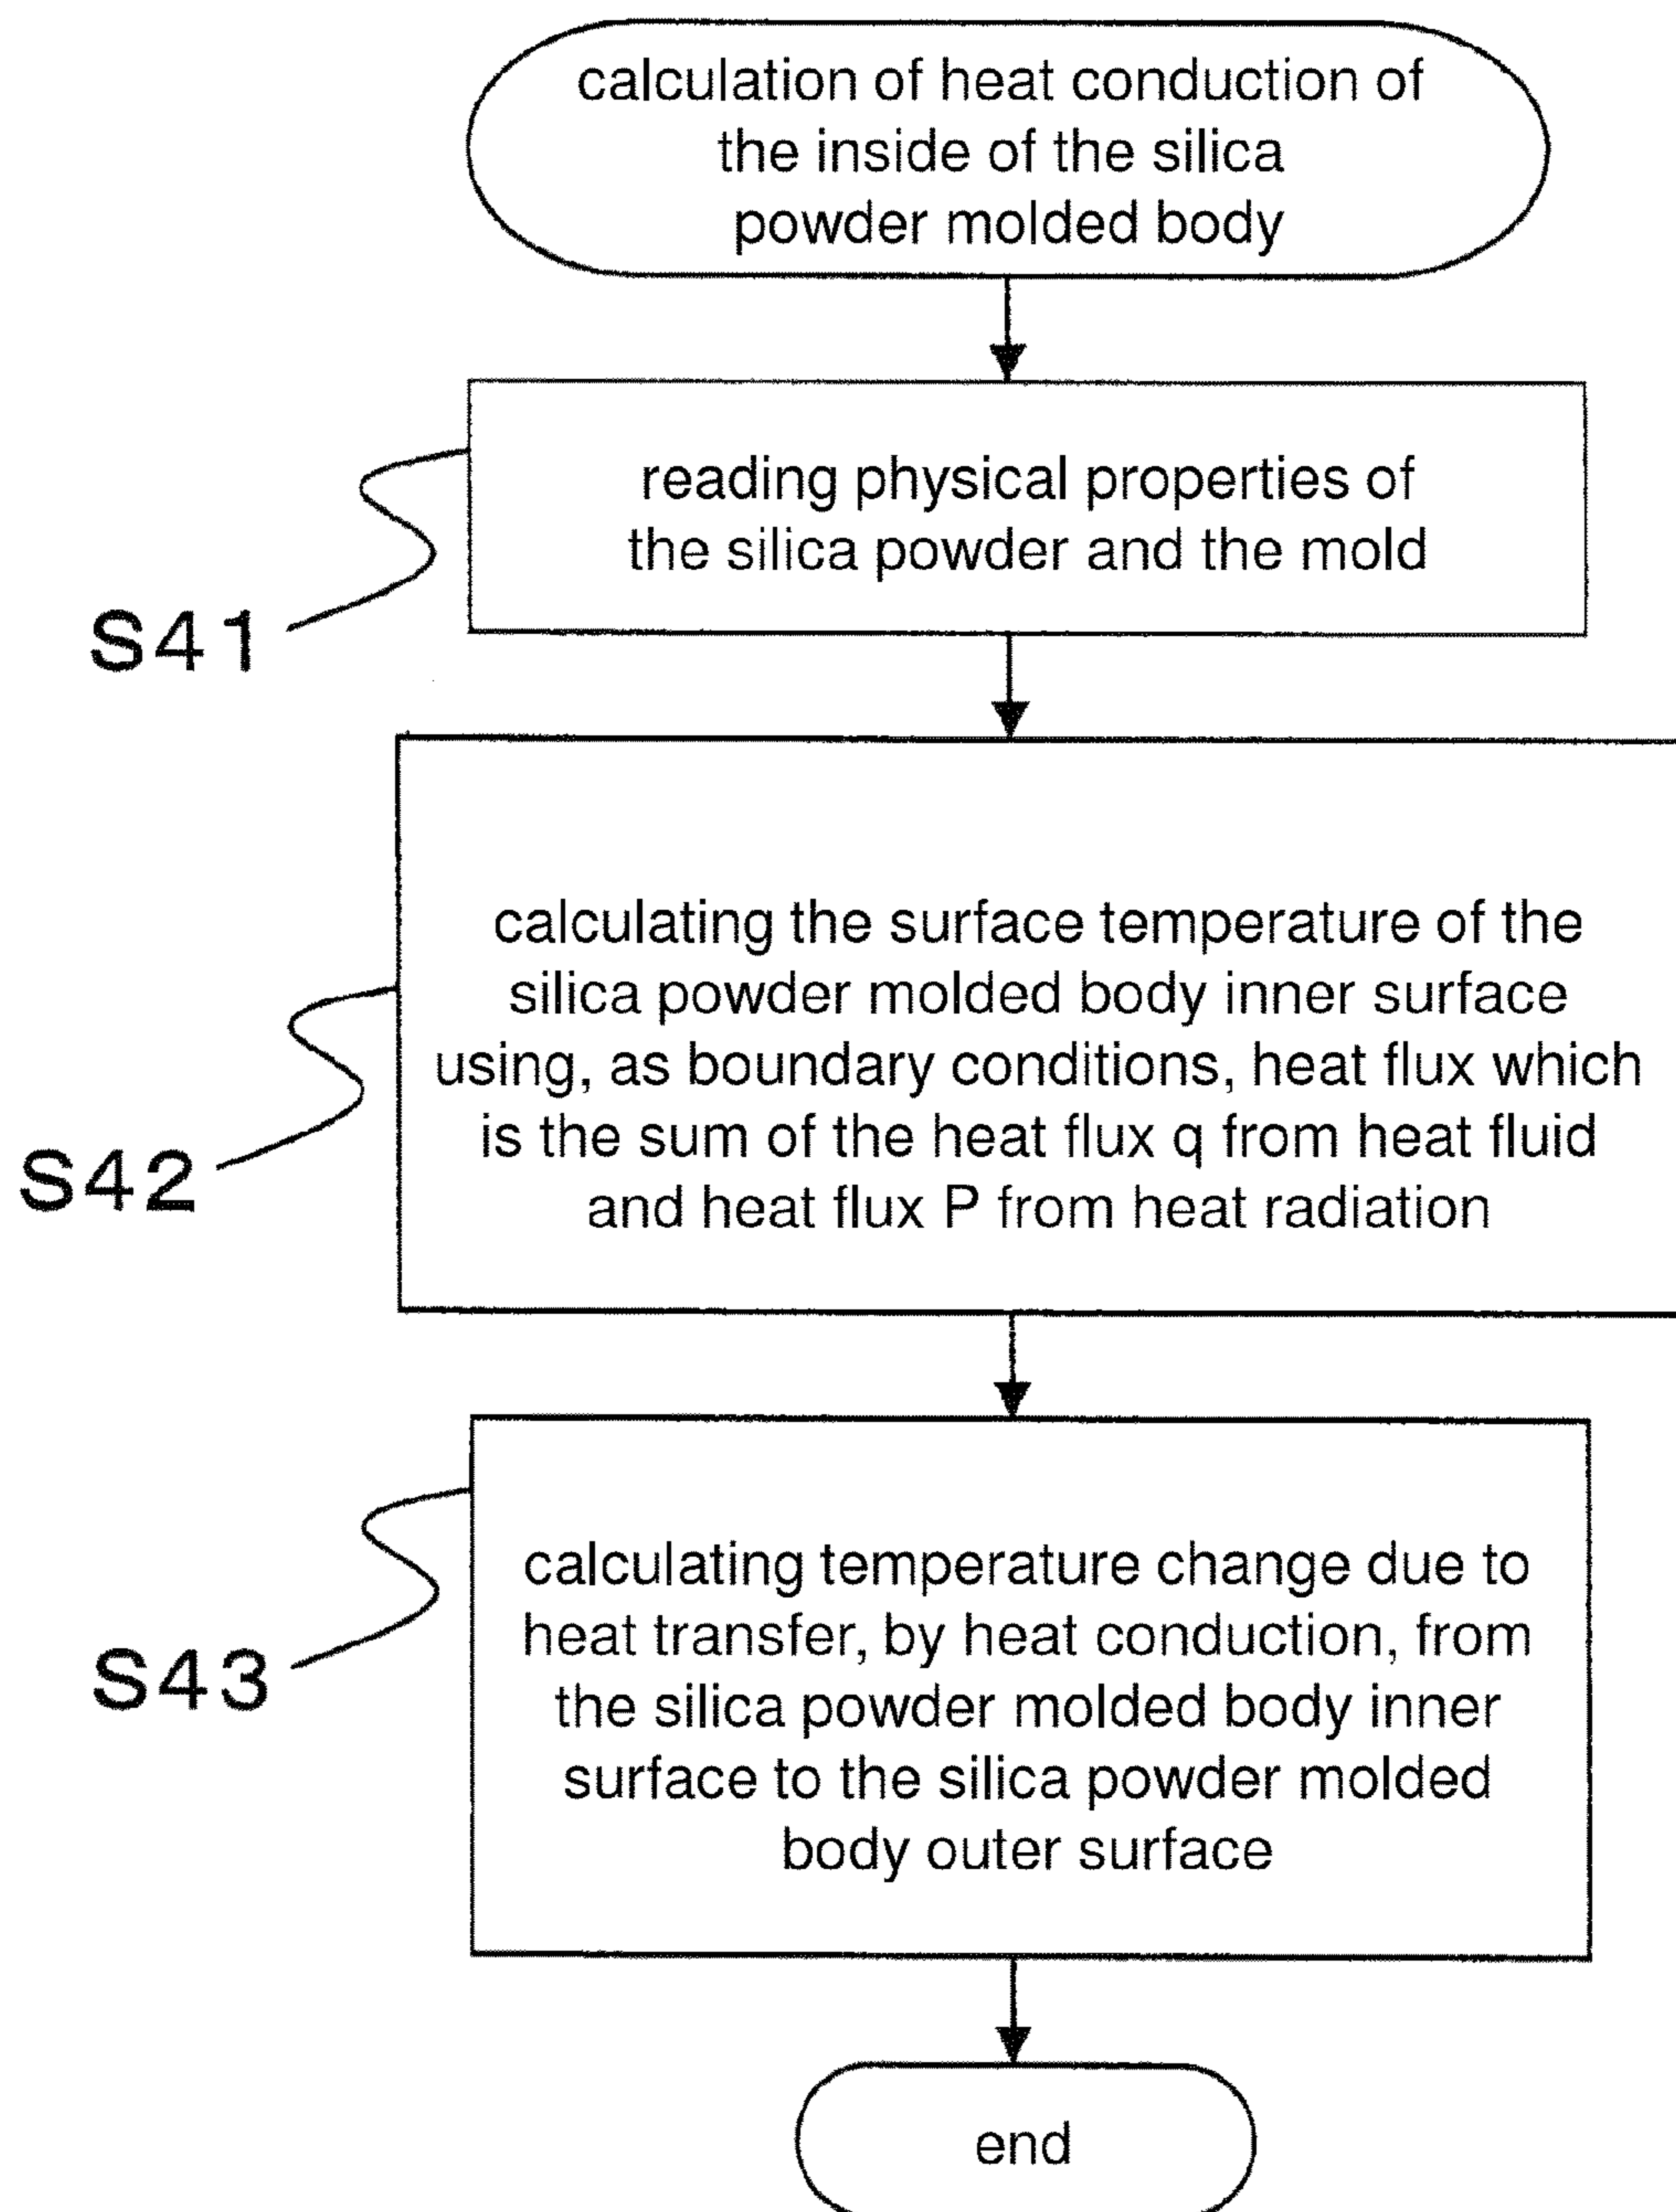 calculation of heat conduction of
the inside of the silica
powder molded body
reading physical properties of
the silica powder and the mold
S41
calculating the surface temperature of the
silica powder molded body inner surface
using, as boundary conditions, heat flux which
is the sum of the heat flux q from heat fluid
and heat flux P from heat radiation
S42
calculating temperature change due to
heat transfer, by heat conduction, from
the silica powder molded body inner
surface to the silica powder molded
body outer surface
S43
end